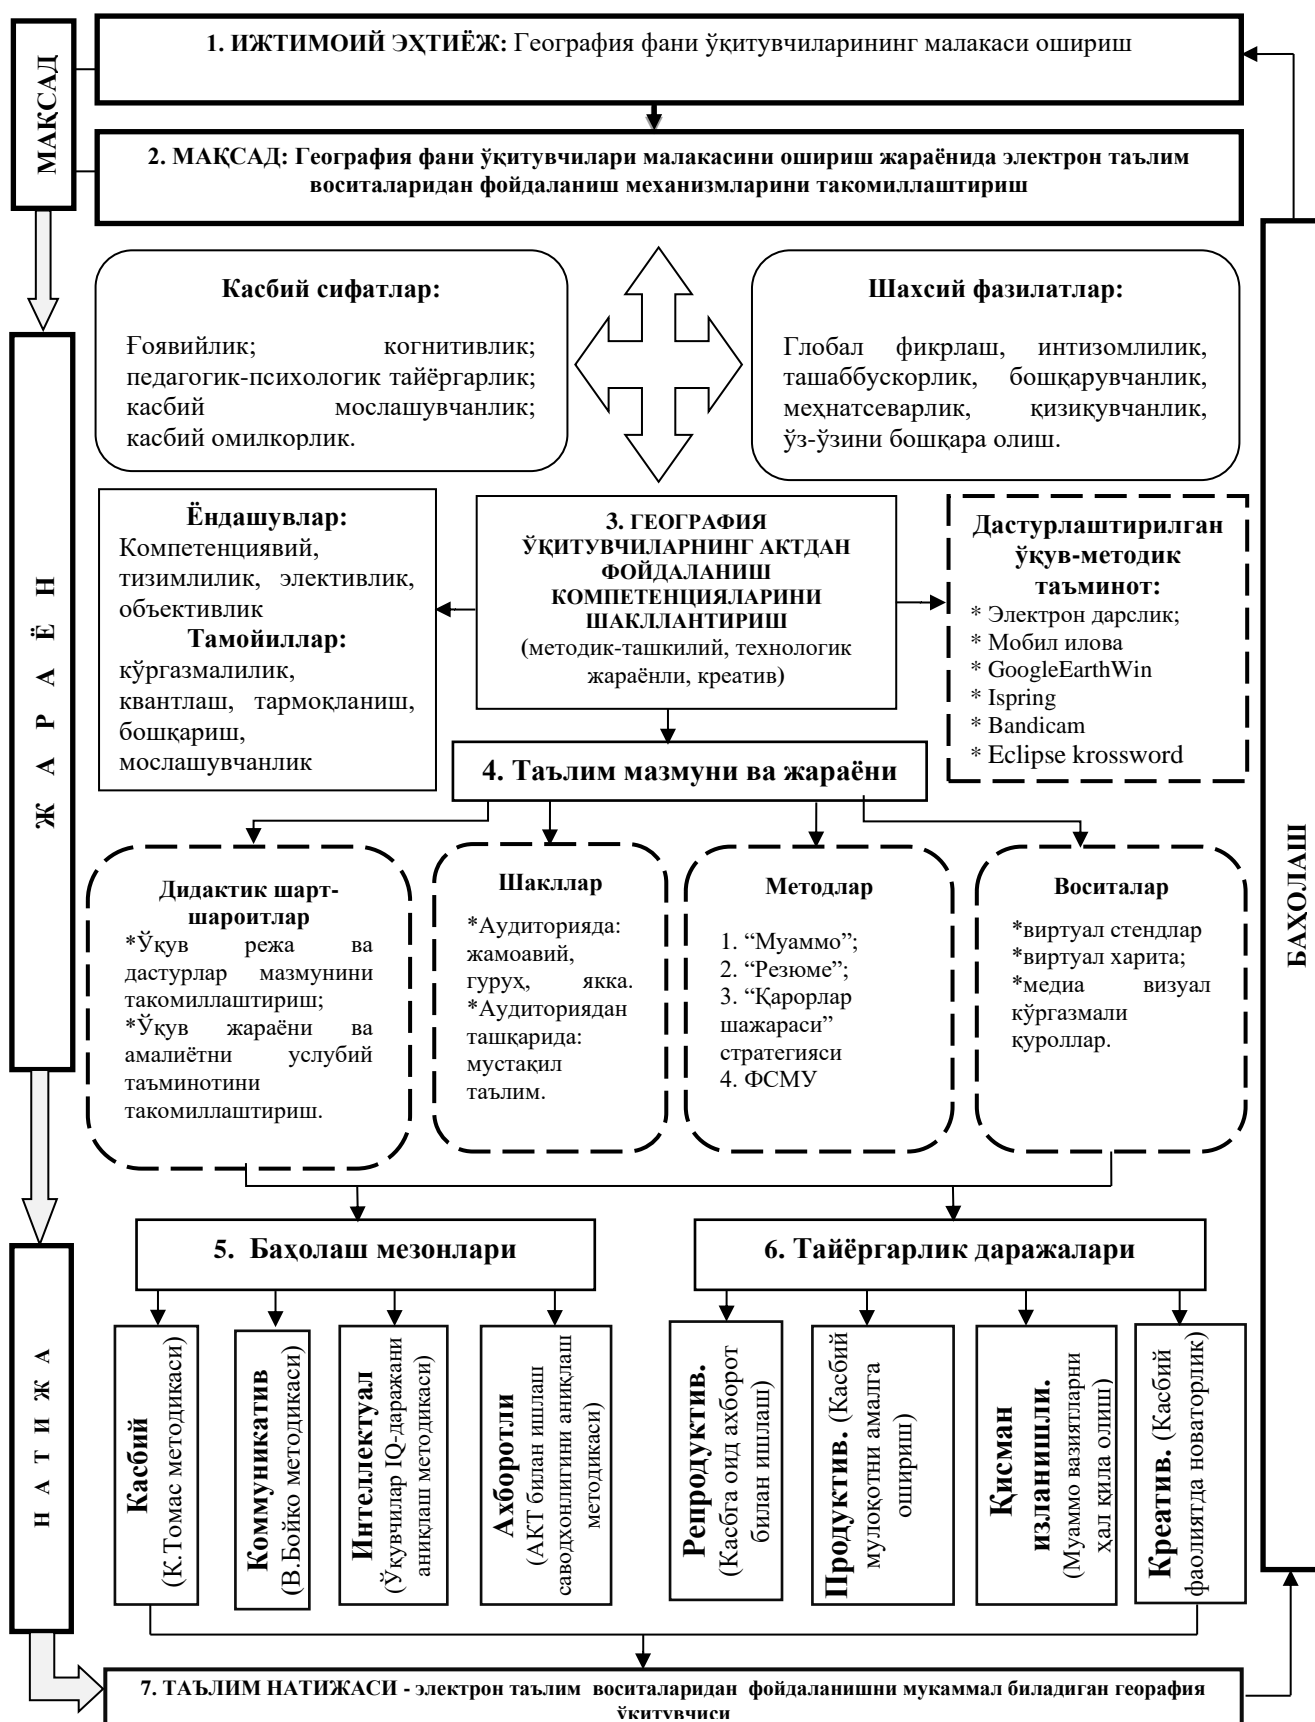 1. ИЖТИМОИЙ ЭҲТИЁЖ: География фани ўқитувчиларининг малакаси ошириш
МАҚСАД
2. МАҚСАД: География фани ўқитувчилари малакасини ошириш жараёнида электрон таълим
воситаларидан фойдаланиш механизмларини такомиллаштириш
Касбий сифатлар:
Ғоявийлик; когнитивлик;
педагогик-психологик тайёргарлик;
касбий мослашувчанлик;
касбий омилкорлик.
Шахсий фазилатлар:
Глобал фикрлаш, интизомлилик,
ташаббускорлик, бошқарувчанлик,
меҳнатсеварлик, қизиқувчанлик,
ўз-ўзини бошқара олиш.
ЖАРАЁН
Ёндашувлар:
Компетенциявий,
тизимлилик, элективлик,
объективлик
Тамойиллар:
кўргазмалилик,
квантлаш, тармоқланиш,
бошқариш,
мослашувчанлик
3. ГЕОГРАФИЯ
ЎҚИТУВЧИЛАРНИНГ АКТДАН
ФОЙДАЛАНИШ
КОМПЕТЕНЦИЯЛАРИНИ
ШАКЛЛАНТИРИШ
(методик-ташкилий, технологик
жараёнли, креатив)
Дастурлаштирилган
ўқув-методик
таъминот:
* Электрон дарслик;
* Мобил илова
* GoogleEarthWin
* Ispring
* Bandicam
* Eclipse krossword
4. Таълим мазмуни ва жараёни
Дидактик шарт-
шароитлар
*Ўқув режа ва
дастурлар мазмунини
такомиллаштириш;
*Ўқув жараёни ва
амалиётни услубий
таъминотини
такомиллаштириш.
Шакллар
*Аудиторияда:
жамоавий,
гуруҳ, якка.
*Аудиториядан
ташқарида:
мустақил
таълим.
Методлар
1. “Муаммо”;
2. “Резюме”;
3. “Қарорлар
шажараси”
стратегияси
4. ФСМУ
Воситалар
*виртуал стендлар
*виртуал харита;
*медиа визуал
кўргазмали
қуроллар.
БАХОЛАШ
НАТИЖА
5. Баҳолаш мезонлари
6. Тайёргарлик даражалари
Касбий
(К.Томас методикаси)
Коммуникатив
(В.Бойко методикаси)
Интеллектуал
(Ўқувчилар IQ-даражани
аниқлаш методикаси)
Ахборотли
(АКТ билан ишлаш
саводхонлигини аниқлаш
методикаси)
Репродуктив.
(Касбга оид ахборот
билан ишлаш)
Продуктив. (Касбий
мулоқотни амалга
ошириш)
Қисман
изланишли.
(Муаммо вазиятларни
ҳал қила олиш)
Креатив. (Касбий
фаолиятда новаторлик)
7. ТАЪЛИМ НАТИЖАСИ - электрон таълим воситаларидан фойдаланишни мукаммал биладиган георафия
ўқитувчиси